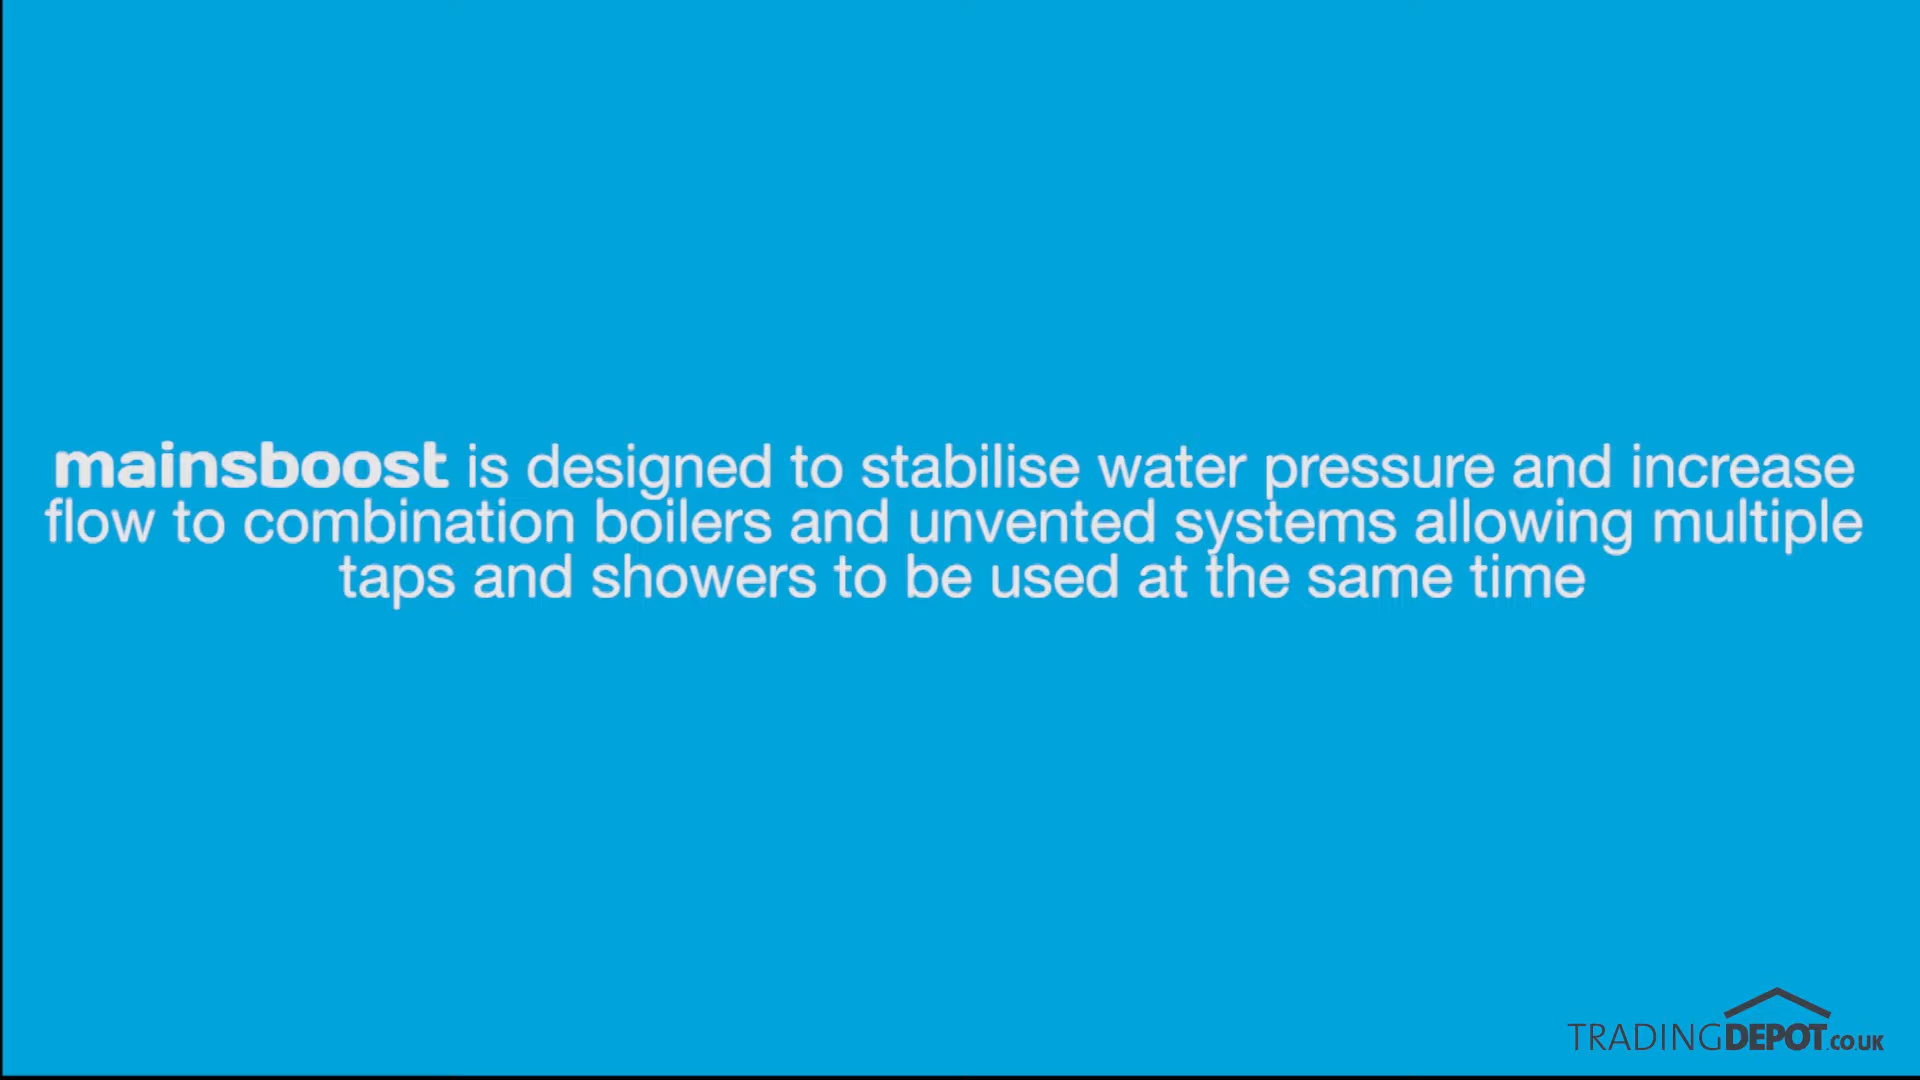 mainsboost is designed to stabilise water pressure and increase
flow to combination boilers and unvented systems allowing multiple
taps and showers to be used at the same time
TRADINGDEPOT.CO.UK